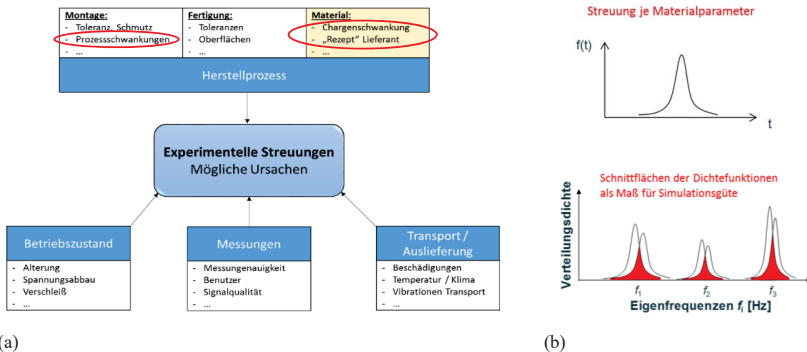 Montage:
- Toleranz, Schmutz
- Prozessschwankungen
- ...
Fertigung:
- Toleranzen
- Oberflächen
- ...
Material:
- Chargenschwankung
- „Rezept“ Lieferant
- ...
Herstellprozess
Experimentelle Streuungen
Mögliche Ursachen
Betriebszustand
- Alterung
- Spannungsabbau
- Verschleiß
- ...
Messungen
- Messungenauigkeit
- Benutzer
- Signalqualität
- ...
Transport /
Auslieferung
- Beschädigungen
- Temperatur / Klima
- Vibrationen Transport
- ...
(a)
Streuung je Materialparameter
f(t)
t
Schnittflächen der Dichtefunktionen
als Maß für Simulationsgüte
Verteilungsdichte
f1 f2 f3
Eigenfrequenzen fi [Hz]
(b)